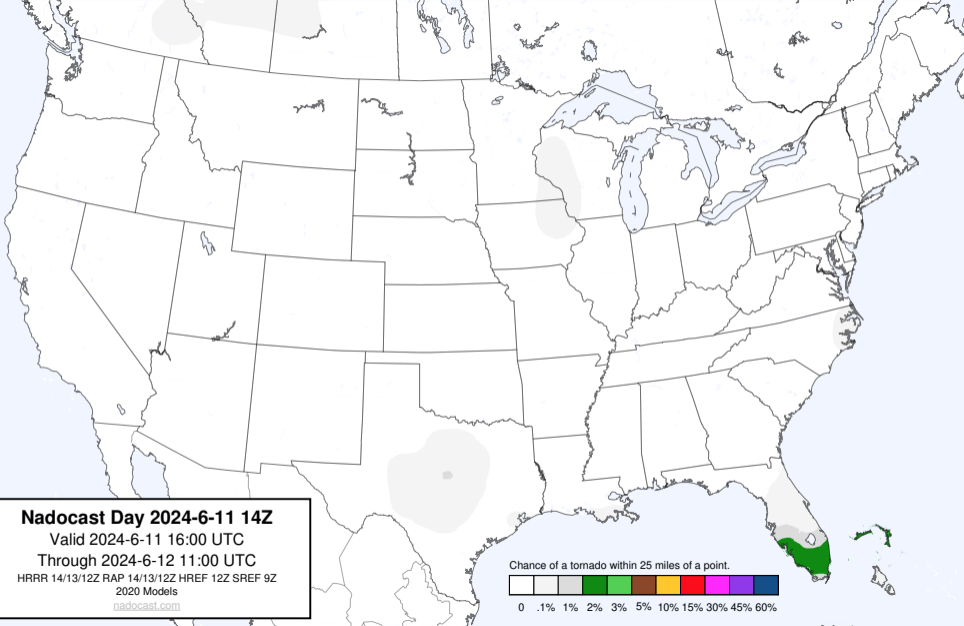 Nadocast Day 2024-6-11 14Z
Valid 2024-6-11 16:00 UTC
Through 2024-6-12 11:00 UTC
HRRR 14/13/12Z RAP 14/13/12Z HREF 12Z SREF 9Z
2020 Models
nadocast.com
Chance of a tornado within 25 miles of a point.
0 .1% 1% 2% 3% 5% 10% 15% 30% 45% 60%